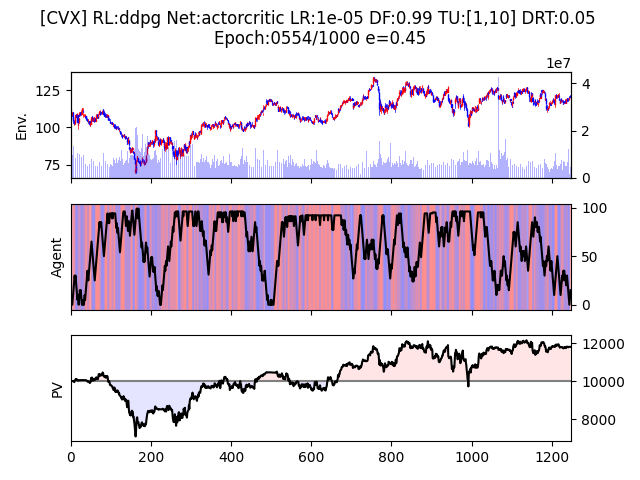 [CVX] RL:ddpg Net:actorcritic LR:1e-05 DF:0.99 TU:[1,10] DRT:0.05
Epoch:0554/1000 e=0.45
1e7
Env.
125
100
75
4
2
0
Agent
100
50
0
PV
12000
10000
8000
0 200 400 600 800 1000 1200